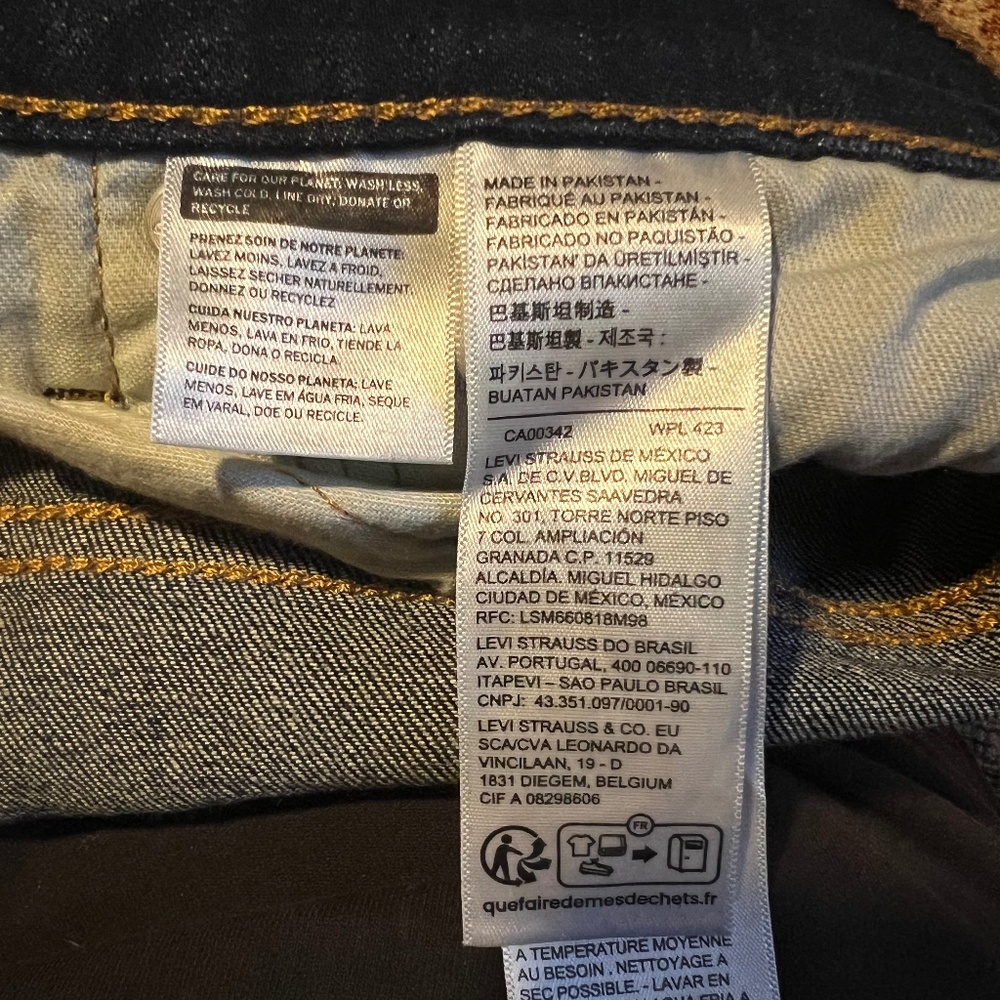 CARE FOR OUR PLANET, WASH LESS,
WASH COLD, LINE DRY, DONATE OR
RECYCLE
PRENEZ SOIN DE NOTRE PLANETE:
LAVEZ MOINS, LAVEZ A FROID,
LAISSEZ SECHER NATURELLEMENT,
DONNEZ OU RECYCLEZ
CUIDA NUESTRO PLANETA: LAVA
MENOS, LAVA EN FRIO, TIENDE LA
ROPA, DONA O RECICLA.
CUIDE DO NOSSO PLANETA: LAVE
MENOS, LAVE EM ÁGUA FRIA, SEQUE
EM VARAL, DOE OU RECICLE.
MADE IN PAKISTAN -
FABRIQUÉ AU PAKISTAN -
FABRICADO EN PAKISTÁN -
FABRICADO NO PAQUISTÃO -
PAKISTAN' DA ÜRETİLMİŞTİR -
СДЕЛАНО ВПАКИСТАНЕ -
巴基斯坦制造 -
巴基斯坦製 - 제조국 :
파키스탄 - パキスタン製 -
BUATAN PAKISTAN
CA00342 WPL 423
LEVI STRAUSS DE MÉXICO
S.A. DE C.V.BLVD. MIGUEL DE
CERVANTES SAAVEDRA
NO. 301, TORRE NORTE PISO
7 COL. AMPLIACIÓN
GRANADA C.P. 11529
ALCALDÍA. MIGUEL HIDALGO
CIUDAD DE MÉXICO, MÉXICO
RFC: LSM660818M98
LEVI STRAUSS DO BRASIL
AV. PORTUGAL, 400 06690-110
ITAPEVI – SAO PAULO BRASIL
CNPJ: 43.351.097/0001-90
LEVI STRAUSS & CO. EU
SCA/CVA LEONARDO DA
VINCILAAN, 19 - D
1831 DIEGEM, BELGIUM
CIF A 08298606
FR
quefairedemesdechets.fr
A TEMPERATURE MOYENNE
AU BESOIN . NETTOYAGE A
SEC POSSIBLE. - LAVAR EN